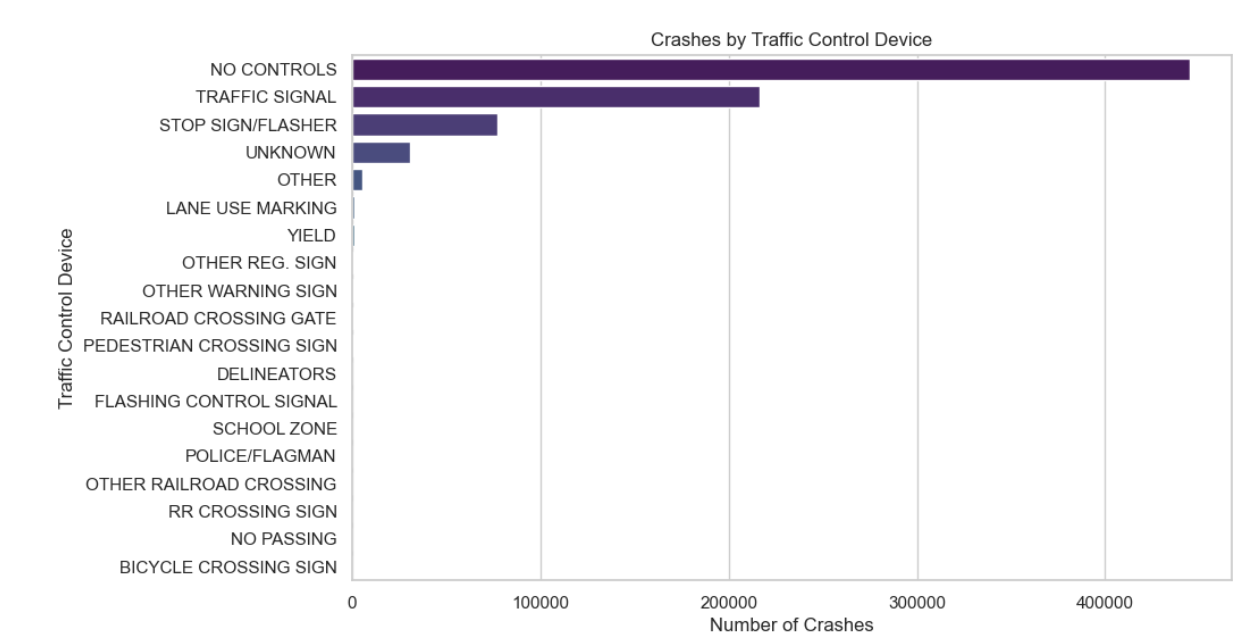 Crashes by Traffic Control Device
NO CONTROLS
TRAFFIC SIGNAL
STOP SIGN/FLASHER
UNKNOWN
OTHER
LANE USE MARKING
YIELD
OTHER REG. SIGN
OTHER WARNING SIGN
RAILROAD CROSSING GATE
PEDESTRIAN CROSSING SIGN
DELINEATORS
FLASHING CONTROL SIGNAL
SCHOOL ZONE
POLICE/FLAGMAN
OTHER RAILROAD CROSSING
RR CROSSING SIGN
NO PASSING
BICYCLE CROSSING SIGN
Traffic Control Device
0 100000 200000 300000 400000
Number of Crashes